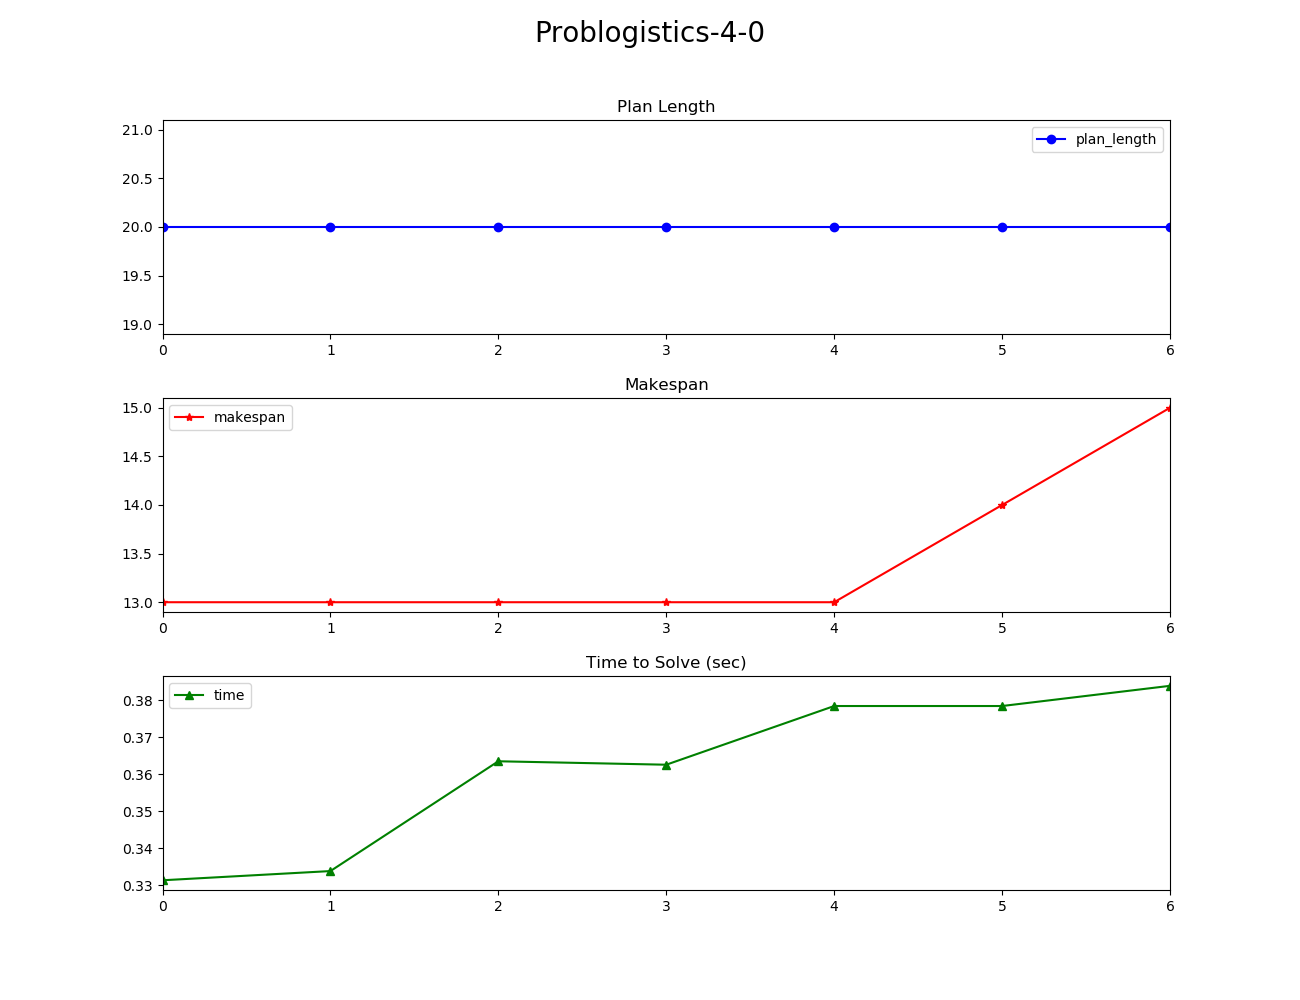 Problogistics-4-0
Plan Length
plan_length
21.0
20.5
20.0
19.5
19.0
0 1 2 3 4 5 6
Makespan
makespan
15.0
14.5
14.0
13.5
13.0
0 1 2 3 4 5 6
Time to Solve (sec)
time
0.38
0.37
0.36
0.35
0.34
0.33
0 1 2 3 4 5 6